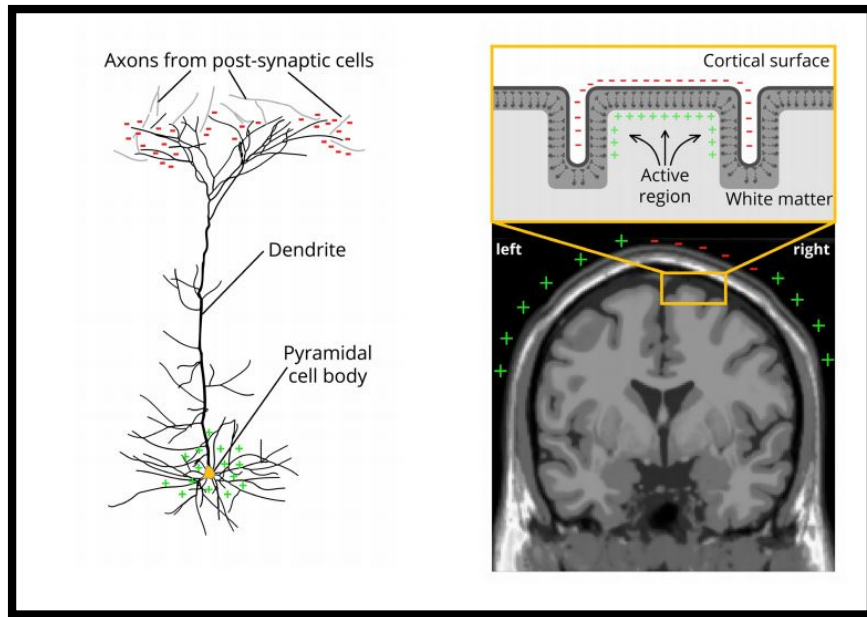 Axons from post-synaptic cells
Dendrite
Pyramidal
cell body
Cortical surface
Active
region
White matter
left
right